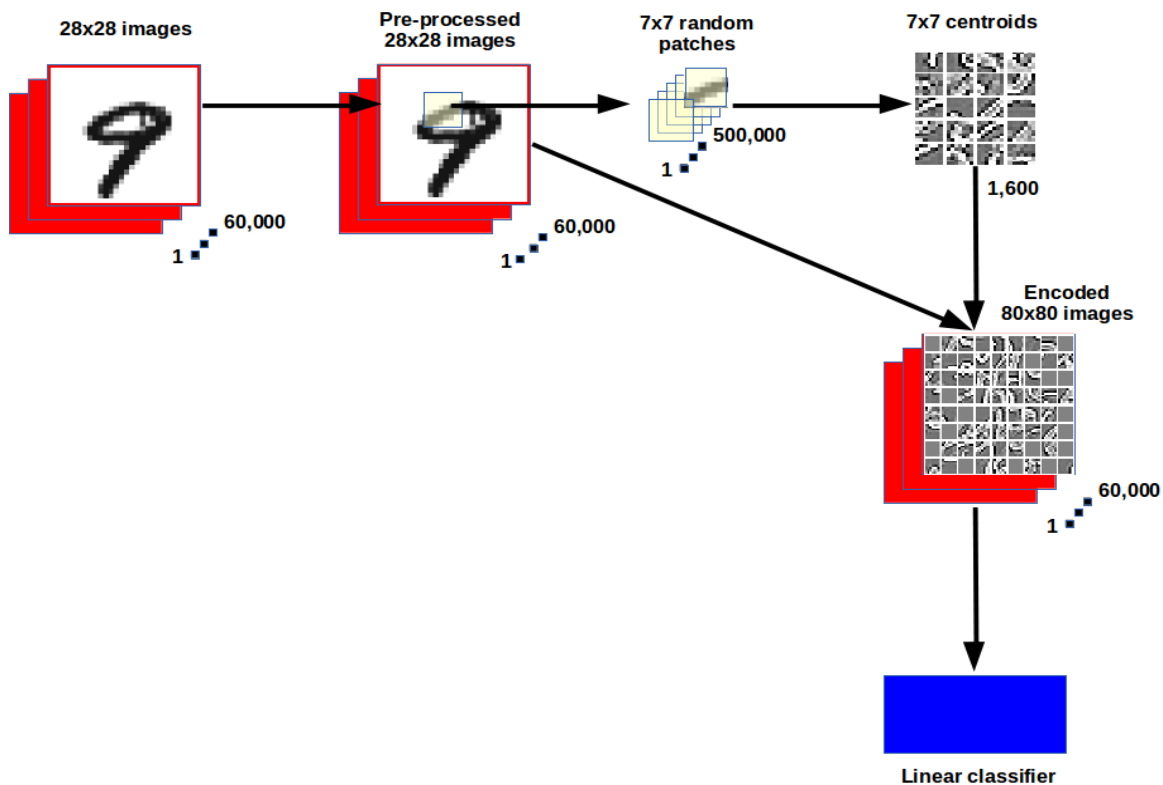 28x28 images
Pre-processed
28x28 images
7x7 random
patches
7x7 centroids
1
60,000
1
60,000
1
500,000
1,600
Encoded
80x80 images
1
60,000
Linear classifier